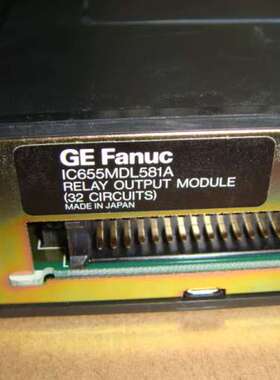 GE Fanuc
IC655MDL581A
RELAY OUTPUT MODULE
(32 CIRCUITS)
MADE IN JAPAN